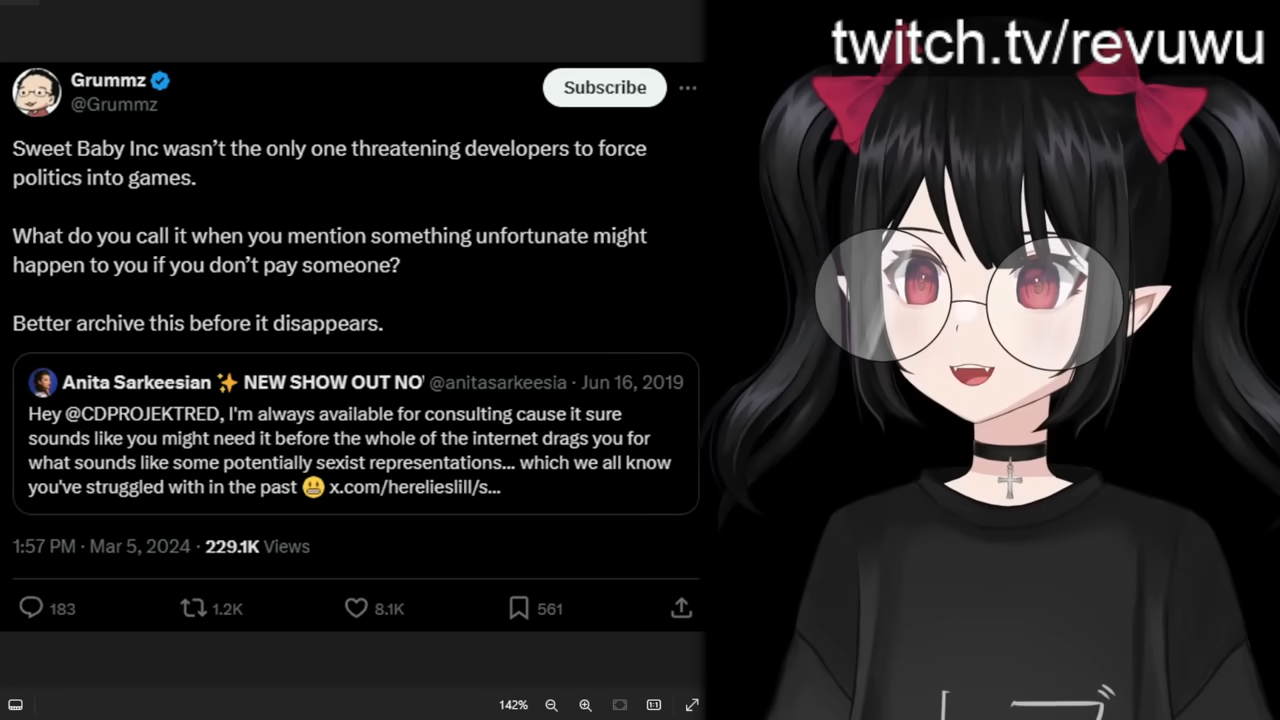 twitch.tv/revuwu
Grummz
@Grummz
Subscribe
Sweet Baby Inc wasn’t the only one threatening developers to force
politics into games.
What do you call it when you mention something unfortunate might
happen to you if you don’t pay someone?
Better archive this before it disappears.
Anita Sarkeesian ✨ NEW SHOW OUT NO @anitasarkeesia · Jun 16, 2019
Hey @CDPROJEKTRED, I'm always available for consulting cause it sure
sounds like you might need it before the whole of the internet drags you for
what sounds like some potentially sexist representations... which we all know
you've struggled with in the past 😬 x.com/herelieslill/s...
1:57 PM · Mar 5, 2024 · 229.1K Views
183 1.2K 8.1K 561
142%
1:1